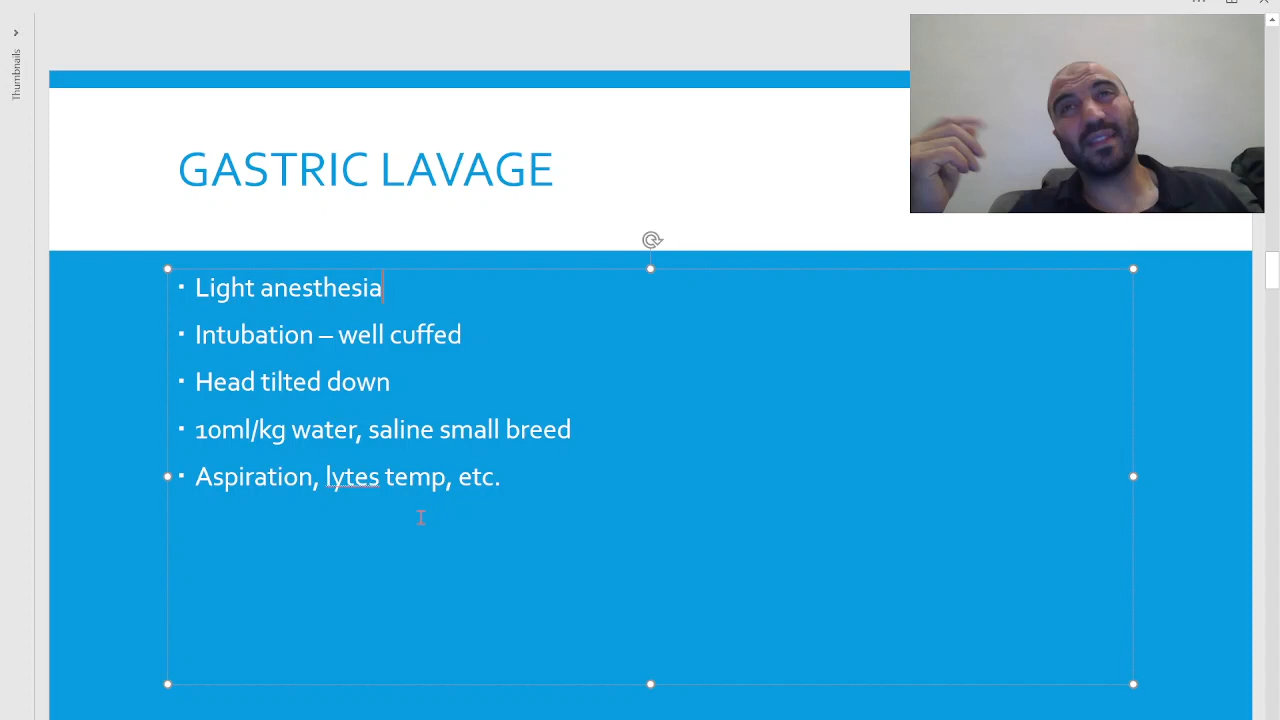 Thumbnails
GASTRIC LAVAGE
Light anesthesia
Intubation – well cuffed
Head tilted down
10ml/kg water, saline small breed
Aspiration, lytes temp, etc.